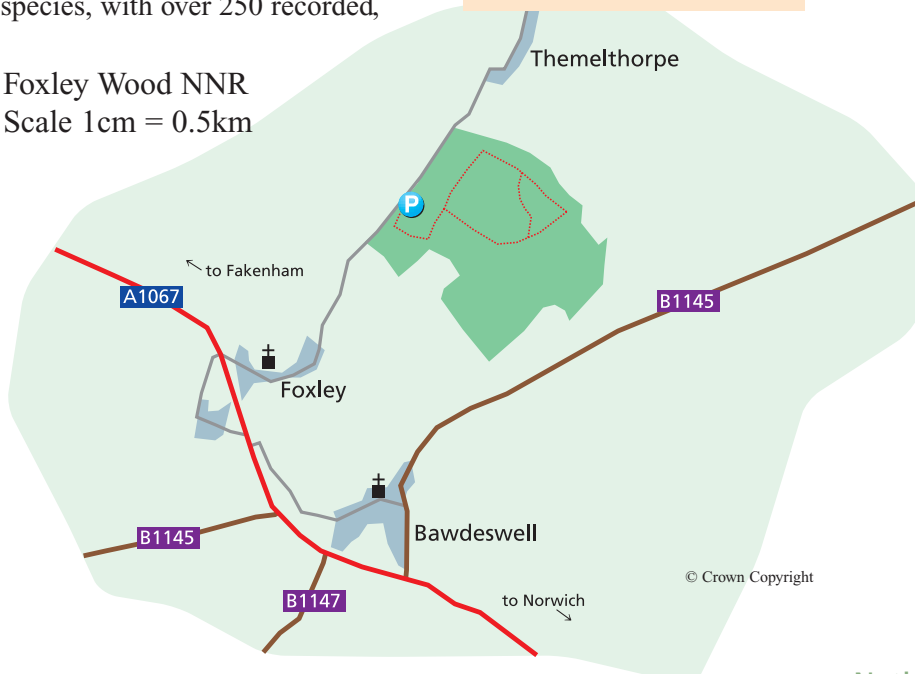 species, with over 250 recorded,
Foxley Wood NNR
Scale 1cm = 0.5km
Themelthorpe
P
to Fakenham
A1067
B1145
Foxley
Bawdeswell
B1145
B1147
© Crown Copyright
to Norwich